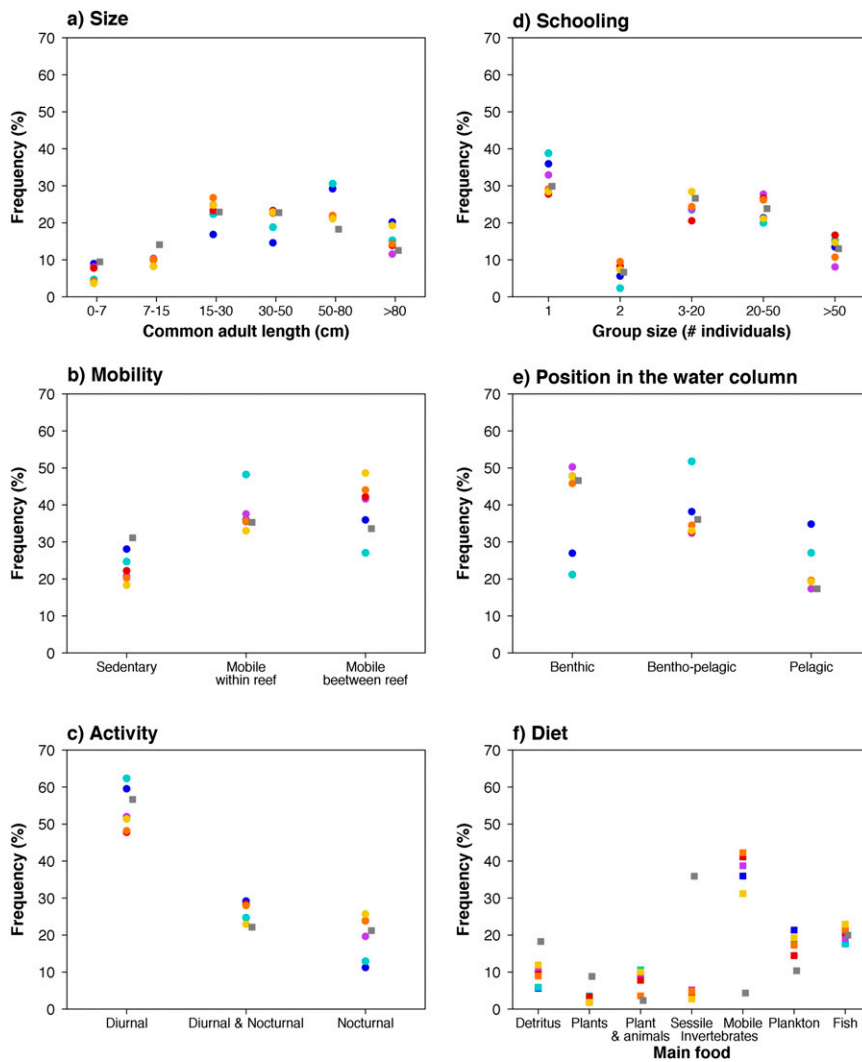 a) Size
70
60
50
40
30
20
10
0
Frequency (%)
0-7 7-15 15-30 30-50 50-80 >80
Common adult length (cm)
d) Schooling
70
60
50
40
30
20
10
0
Frequency (%)
1 2 3-20 20-50 >50
Group size (# individuals)
b) Mobility
70
60
50
40
30
20
10
0
Frequency (%)
Sedentary Mobile Mobile
within reef beetween reef
e) Position in the water column
70
60
50
40
30
20
10
0
Frequency (%)
Benthic Bentho-pelagic Pelagic
c) Activity
70
60
50
40
30
20
10
0
Frequency (%)
Diurnal Diurnal & Nocturnal Nocturnal
f) Diet
70
60
50
40
30
20
10
0
Frequency (%)
Detritus Plants Plant Sessile Mobile Plankton Fish
& animals Invertebrates
Main food